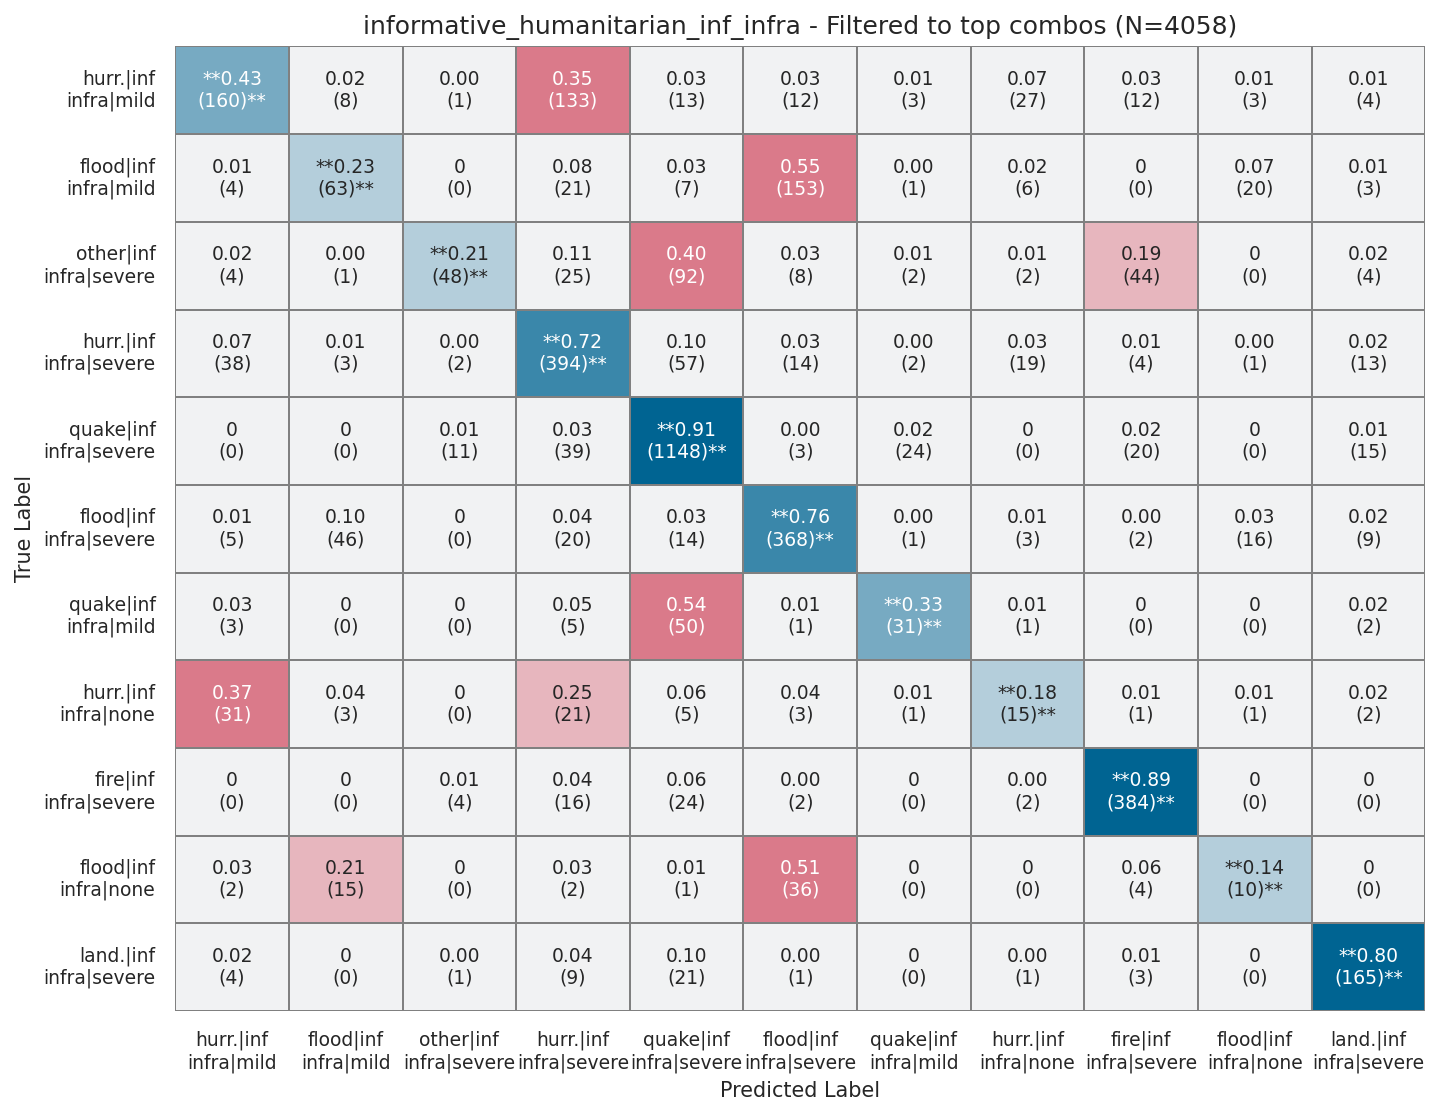 informative_humanitarian_inf_infra - Filtered to top combos (N=4058)
True Label
hurr.|inf
infra|mild
**0.43 0.02 0.00 0.35 0.03 0.03 0.01 0.07 0.03 0.01 0.01
(160)** (8) (1) (133) (13) (12) (3) (27) (12) (3) (4)
flood|inf
infra|mild
0.01 **0.23 0 0.08 0.03 0.55 0.00 0.02 0 0.07 0.01
(4) (63)** (0) (21) (7) (153) (1) (6) (0) (20) (3)
other|inf
infra|severe
0.02 0.00 **0.21 0.11 0.40 0.03 0.01 0.01 0.19 0 0.02
(4) (1) (48)** (25) (92) (8) (2) (2) (44) (0) (4)
hurr.|inf
infra|severe
0.07 0.01 0.00 **0.72 0.10 0.03 0.00 0.03 0.01 0.00 0.02
(38) (3) (2) (394)** (57) (14) (2) (19) (4) (1) (13)
quake|inf
infra|severe
0 0 0.01 0.03 **0.91 0.00 0.02 0 0.02 0 0.01
(0) (0) (11) (39) (1148)** (3) (24) (0) (20) (0) (15)
flood|inf
infra|severe
0.01 0.10 0 0.04 0.03 **0.76 0.00 0.01 0.00 0.03 0.02
(5) (46) (0) (20) (14) (368)** (1) (3) (2) (16) (9)
quake|inf
infra|mild
0.03 0 0 0.05 0.54 0.01 **0.33 0.01 0 0 0.02
(3) (0) (0) (5) (50) (1) (31)** (1) (0) (0) (2)
hurr.|inf
infra|none
0.37 0.04 0 0.25 0.06 0.04 0.01 **0.18 0.01 0.01 0.02
(31) (3) (0) (21) (5) (3) (1) (15)** (1) (1) (2)
fire|inf
infra|severe
0 0 0.01 0.04 0.06 0.00 0 0.00 **0.89 0 0
(0) (0) (4) (16) (24) (2) (0) (2) (384)** (0) (0)
flood|inf
infra|none
0.03 0.21 0 0.03 0.01 0.51 0 0 0.06 **0.14 0
(2) (15) (0) (2) (1) (36) (0) (0) (4) (10)** (0)
land.|inf
infra|severe
0.02 0 0.00 0.04 0.10 0.00 0 0.00 0.01 0 **0.80
(4) (0) (1) (9) (21) (1) (0) (1) (3) (0) (165)**
hurr.|inf flood|inf other|inf hurr.|inf quake|inf flood|inf quake|inf hurr.|inf fire|inf flood|inf land.|inf
infra|mild infra|mild infra|severe infra|severe infra|severe infra|severe infra|mild infra|none infra|severe infra|none infra|severe
Predicted Label